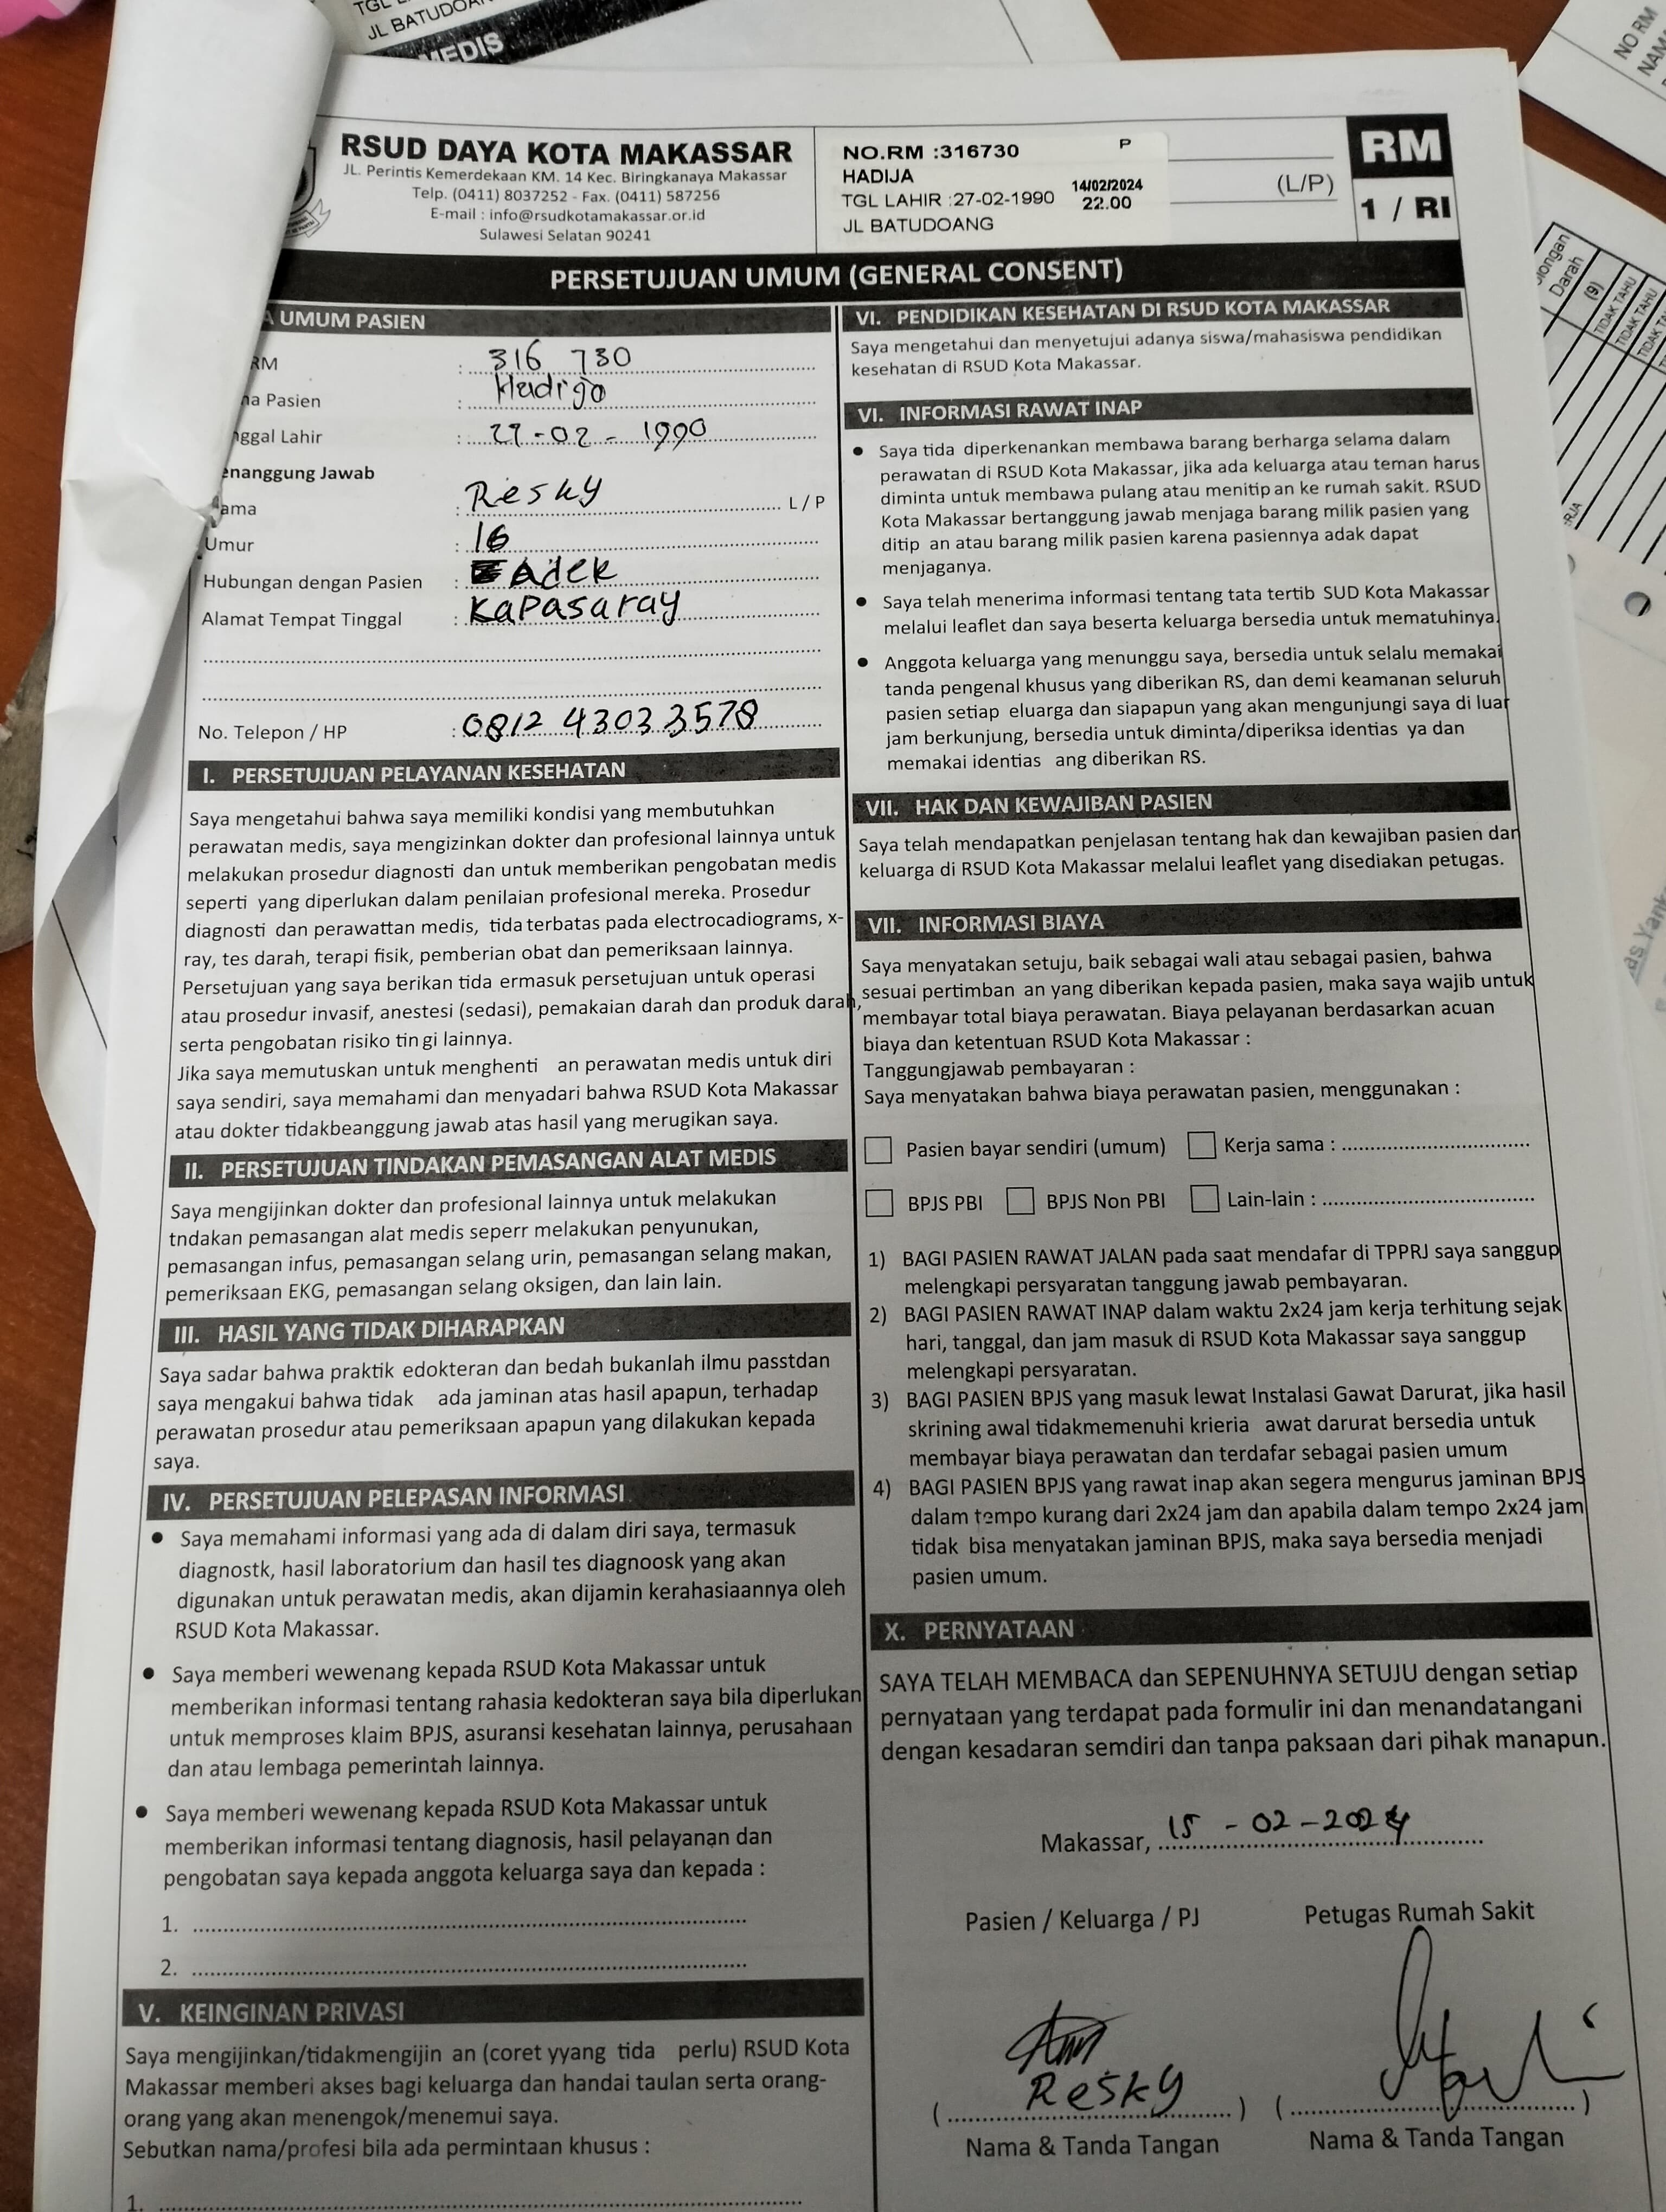 TGL L
JL BATUDOAN
MEDIS
NO RM
NAM
RSUD DAYA KOTA MAKASSAR
JL. Perintis Kemerdekaan KM. 14 Kec. Biringkanaya Makassar
Telp. (0411) 8037252 - Fax. (0411) 587256
E-mail : info@rsudkotamakassar.or.id
Sulawesi Selatan 90241
NO.RM :316730 P
HADIJA
TGL LAHIR :27-02-1990 14/02/2024 22.00
JL BATUDOANG
(L/P)
RM
1 / RI
PERSETUJUAN UMUM (GENERAL CONSENT)
A UMUM PASIEN
RM : 316 730
na Pasien : Hadigo
nggal Lahir : 27-02-1990
enanggung Jawab
ama : Resky L / P
Umur : 16
Hubungan dengan Pasien : Adek
Alamat Tempat Tinggal : Kapasaray
No. Telepon / HP : 0812 4303 3578
I. PERSETUJUAN PELAYANAN KESEHATAN
Saya mengetahui bahwa saya memiliki kondisi yang membutuhkan
perawatan medis, saya mengizinkan dokter dan profesional lainnya untuk
melakukan prosedur diagnosti dan untuk memberikan pengobatan medis
seperti yang diperlukan dalam penilaian profesional mereka. Prosedur
diagnosti dan perawattan medis, tida terbatas pada electrocadiograms, x-
ray, tes darah, terapi fisik, pemberian obat dan pemeriksaan lainnya.
Persetujuan yang saya berikan tida ermasuk persetujuan untuk operasi
atau prosedur invasif, anestesi (sedasi), pemakaian darah dan produk darah,
serta pengobatan risiko tin gi lainnya.
Jika saya memutuskan untuk menghenti an perawatan medis untuk diri
saya sendiri, saya memahami dan menyadari bahwa RSUD Kota Makassar
atau dokter tidakbeanggung jawab atas hasil yang merugikan saya.
II. PERSETUJUAN TINDAKAN PEMASANGAN ALAT MEDIS
Saya mengijinkan dokter dan profesional lainnya untuk melakukan
tndakan pemasangan alat medis seperr melakukan penyunukan,
pemasangan infus, pemasangan selang urin, pemasangan selang makan,
pemeriksaan EKG, pemasangan selang oksigen, dan lain lain.
III. HASIL YANG TIDAK DIHARAPKAN
Saya sadar bahwa praktik edokteran dan bedah bukanlah ilmu passtdan
saya mengakui bahwa tidak ada jaminan atas hasil apapun, terhadap
perawatan prosedur atau pemeriksaan apapun yang dilakukan kepada
saya.
IV. PERSETUJUAN PELEPASAN INFORMASI
• Saya memahami informasi yang ada di dalam diri saya, termasuk
diagnostk, hasil laboratorium dan hasil tes diagnoosk yang akan
digunakan untuk perawatan medis, akan dijamin kerahasiaannya oleh
RSUD Kota Makassar.
• Saya memberi wewenang kepada RSUD Kota Makassar untuk
memberikan informasi tentang rahasia kedokteran saya bila diperlukan
untuk memproses klaim BPJS, asuransi kesehatan lainnya, perusahaan
dan atau lembaga pemerintah lainnya.
• Saya memberi wewenang kepada RSUD Kota Makassar untuk
memberikan informasi tentang diagnosis, hasil pelayanan dan
pengobatan saya kepada anggota keluarga saya dan kepada :
1.
2.
V. KEINGINAN PRIVASI
Saya mengijinkan/tidakmengijin an (coret yyang tida perlu) RSUD Kota
Makassar memberi akses bagi keluarga dan handai taulan serta orang-
orang yang akan menengok/menemui saya.
Sebutkan nama/profesi bila ada permintaan khusus :
1.
VI. PENDIDIKAN KESEHATAN DI RSUD KOTA MAKASSAR
Saya mengetahui dan menyetujui adanya siswa/mahasiswa pendidikan
kesehatan di RSUD Kota Makassar.
VI. INFORMASI RAWAT INAP
• Saya tida diperkenankan membawa barang berharga selama dalam
perawatan di RSUD Kota Makassar, jika ada keluarga atau teman harus
diminta untuk membawa pulang atau menitip an ke rumah sakit. RSUD
Kota Makassar bertanggung jawab menjaga barang milik pasien yang
ditip an atau barang milik pasien karena pasiennya adak dapat
menjaganya.
• Saya telah menerima informasi tentang tata tertib SUD Kota Makassar
melalui leaflet dan saya beserta keluarga bersedia untuk mematuhinya.
• Anggota keluarga yang menunggu saya, bersedia untuk selalu memakai
tanda pengenal khusus yang diberikan RS, dan demi keamanan seluruh
pasien setiap eluarga dan siapapun yang akan mengunjungi saya di luar
jam berkunjung, bersedia untuk diminta/diperiksa identias ya dan
memakai identias ang diberikan RS.
VII. HAK DAN KEWAJIBAN PASIEN
Saya telah mendapatkan penjelasan tentang hak dan kewajiban pasien dan
keluarga di RSUD Kota Makassar melalui leaflet yang disediakan petugas.
VII. INFORMASI BIAYA
Saya menyatakan setuju, baik sebagai wali atau sebagai pasien, bahwa
sesuai pertimban an yang diberikan kepada pasien, maka saya wajib untuk
membayar total biaya perawatan. Biaya pelayanan berdasarkan acuan
biaya dan ketentuan RSUD Kota Makassar :
Tanggungjawab pembayaran :
Saya menyatakan bahwa biaya perawatan pasien, menggunakan :
Pasien bayar sendiri (umum) Kerja sama :
BPJS PBI BPJS Non PBI Lain-lain :
1) BAGI PASIEN RAWAT JALAN pada saat mendafar di TPPRJ saya sanggup
melengkapi persyaratan tanggung jawab pembayaran.
2) BAGI PASIEN RAWAT INAP dalam waktu 2x24 jam kerja terhitung sejak
hari, tanggal, dan jam masuk di RSUD Kota Makassar saya sanggup
melengkapi persyaratan.
3) BAGI PASIEN BPJS yang masuk lewat Instalasi Gawat Darurat, jika hasil
skrining awal tidakmemenuhi krieria awat darurat bersedia untuk
membayar biaya perawatan dan terdafar sebagai pasien umum
4) BAGI PASIEN BPJS yang rawat inap akan segera mengurus jaminan BPJS
dalam tempo kurang dari 2x24 jam dan apabila dalam tempo 2x24 jam
tidak bisa menyatakan jaminan BPJS, maka saya bersedia menjadi
pasien umum.
X. PERNYATAAN
SAYA TELAH MEMBACA dan SEPENUHNYA SETUJU dengan setiap
pernyataan yang terdapat pada formulir ini dan menandatangani
dengan kesadaran semdiri dan tanpa paksaan dari pihak manapun.
Makassar, 15 - 02 - 2024
Pasien / Keluarga / PJ Petugas Rumah Sakit
Resky
( ) ( )
Nama & Tanda Tangan Nama & Tanda Tangan
longan
Darah
(9)
TIDAK TAHU
TIDAK TAHU
TIDAK TA
RJA
as Yank